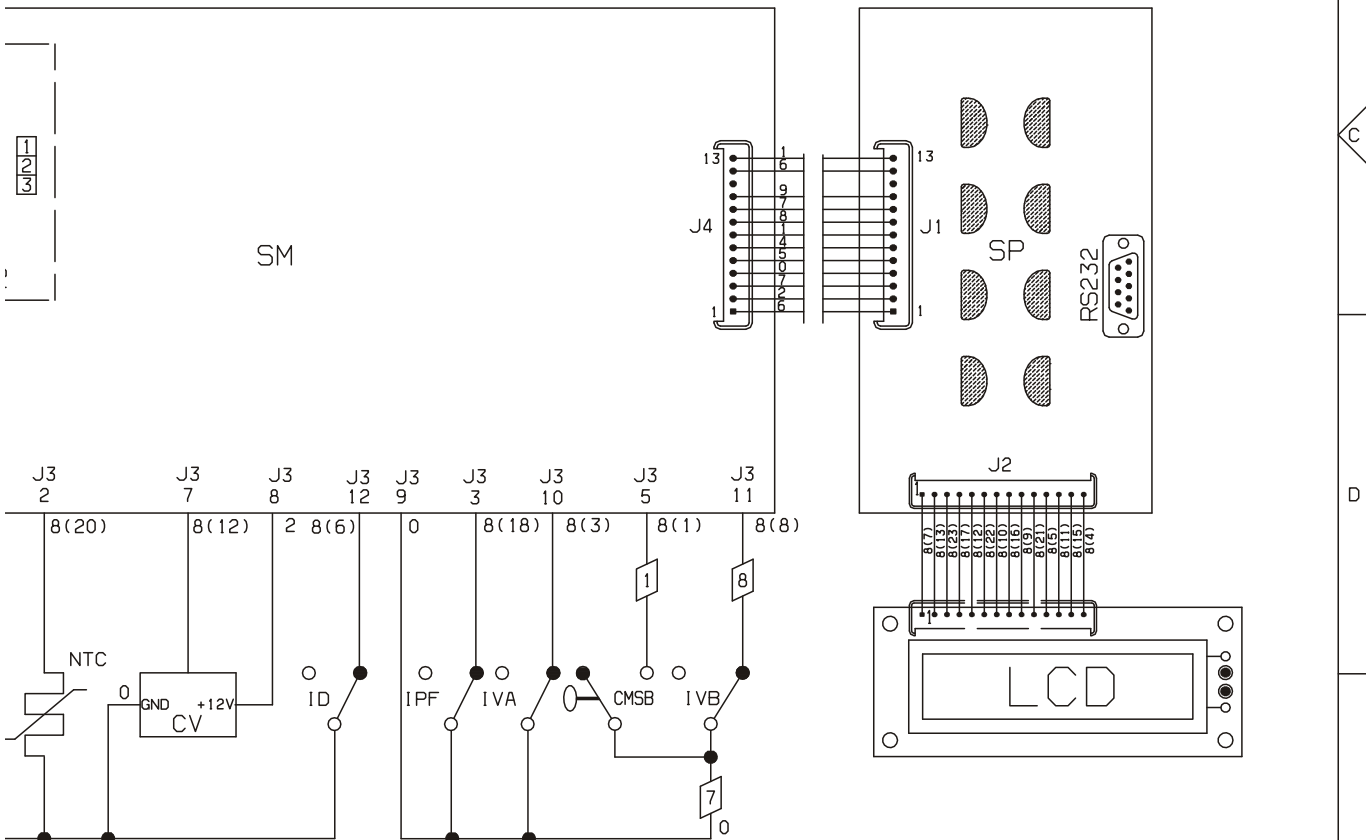 C
1
2
3
SM
13
J4
1
1
6
9
7
8
1
4
5
0
7
2
6
13
J1
1
SP
RS232
J3
2
J3
7
J3
8
J3
12
J3
9
J3
3
J3
10
J3
5
J3
11
J2
1
D
8(20)
8(12)
2
8(6)
0
8(18)
8(3)
8(1)
8(8)
8(7)
8(13)
8(23)
8(17)
8(12)
8(22)
8(10)
8(16)
8(9)
8(21)
8(5)
8(11)
8(15)
8(4)
1
8
1
NTC
0
GND
+12V
CV
ID
IPF
IVA
CMSB
IVB
LCD
7
0